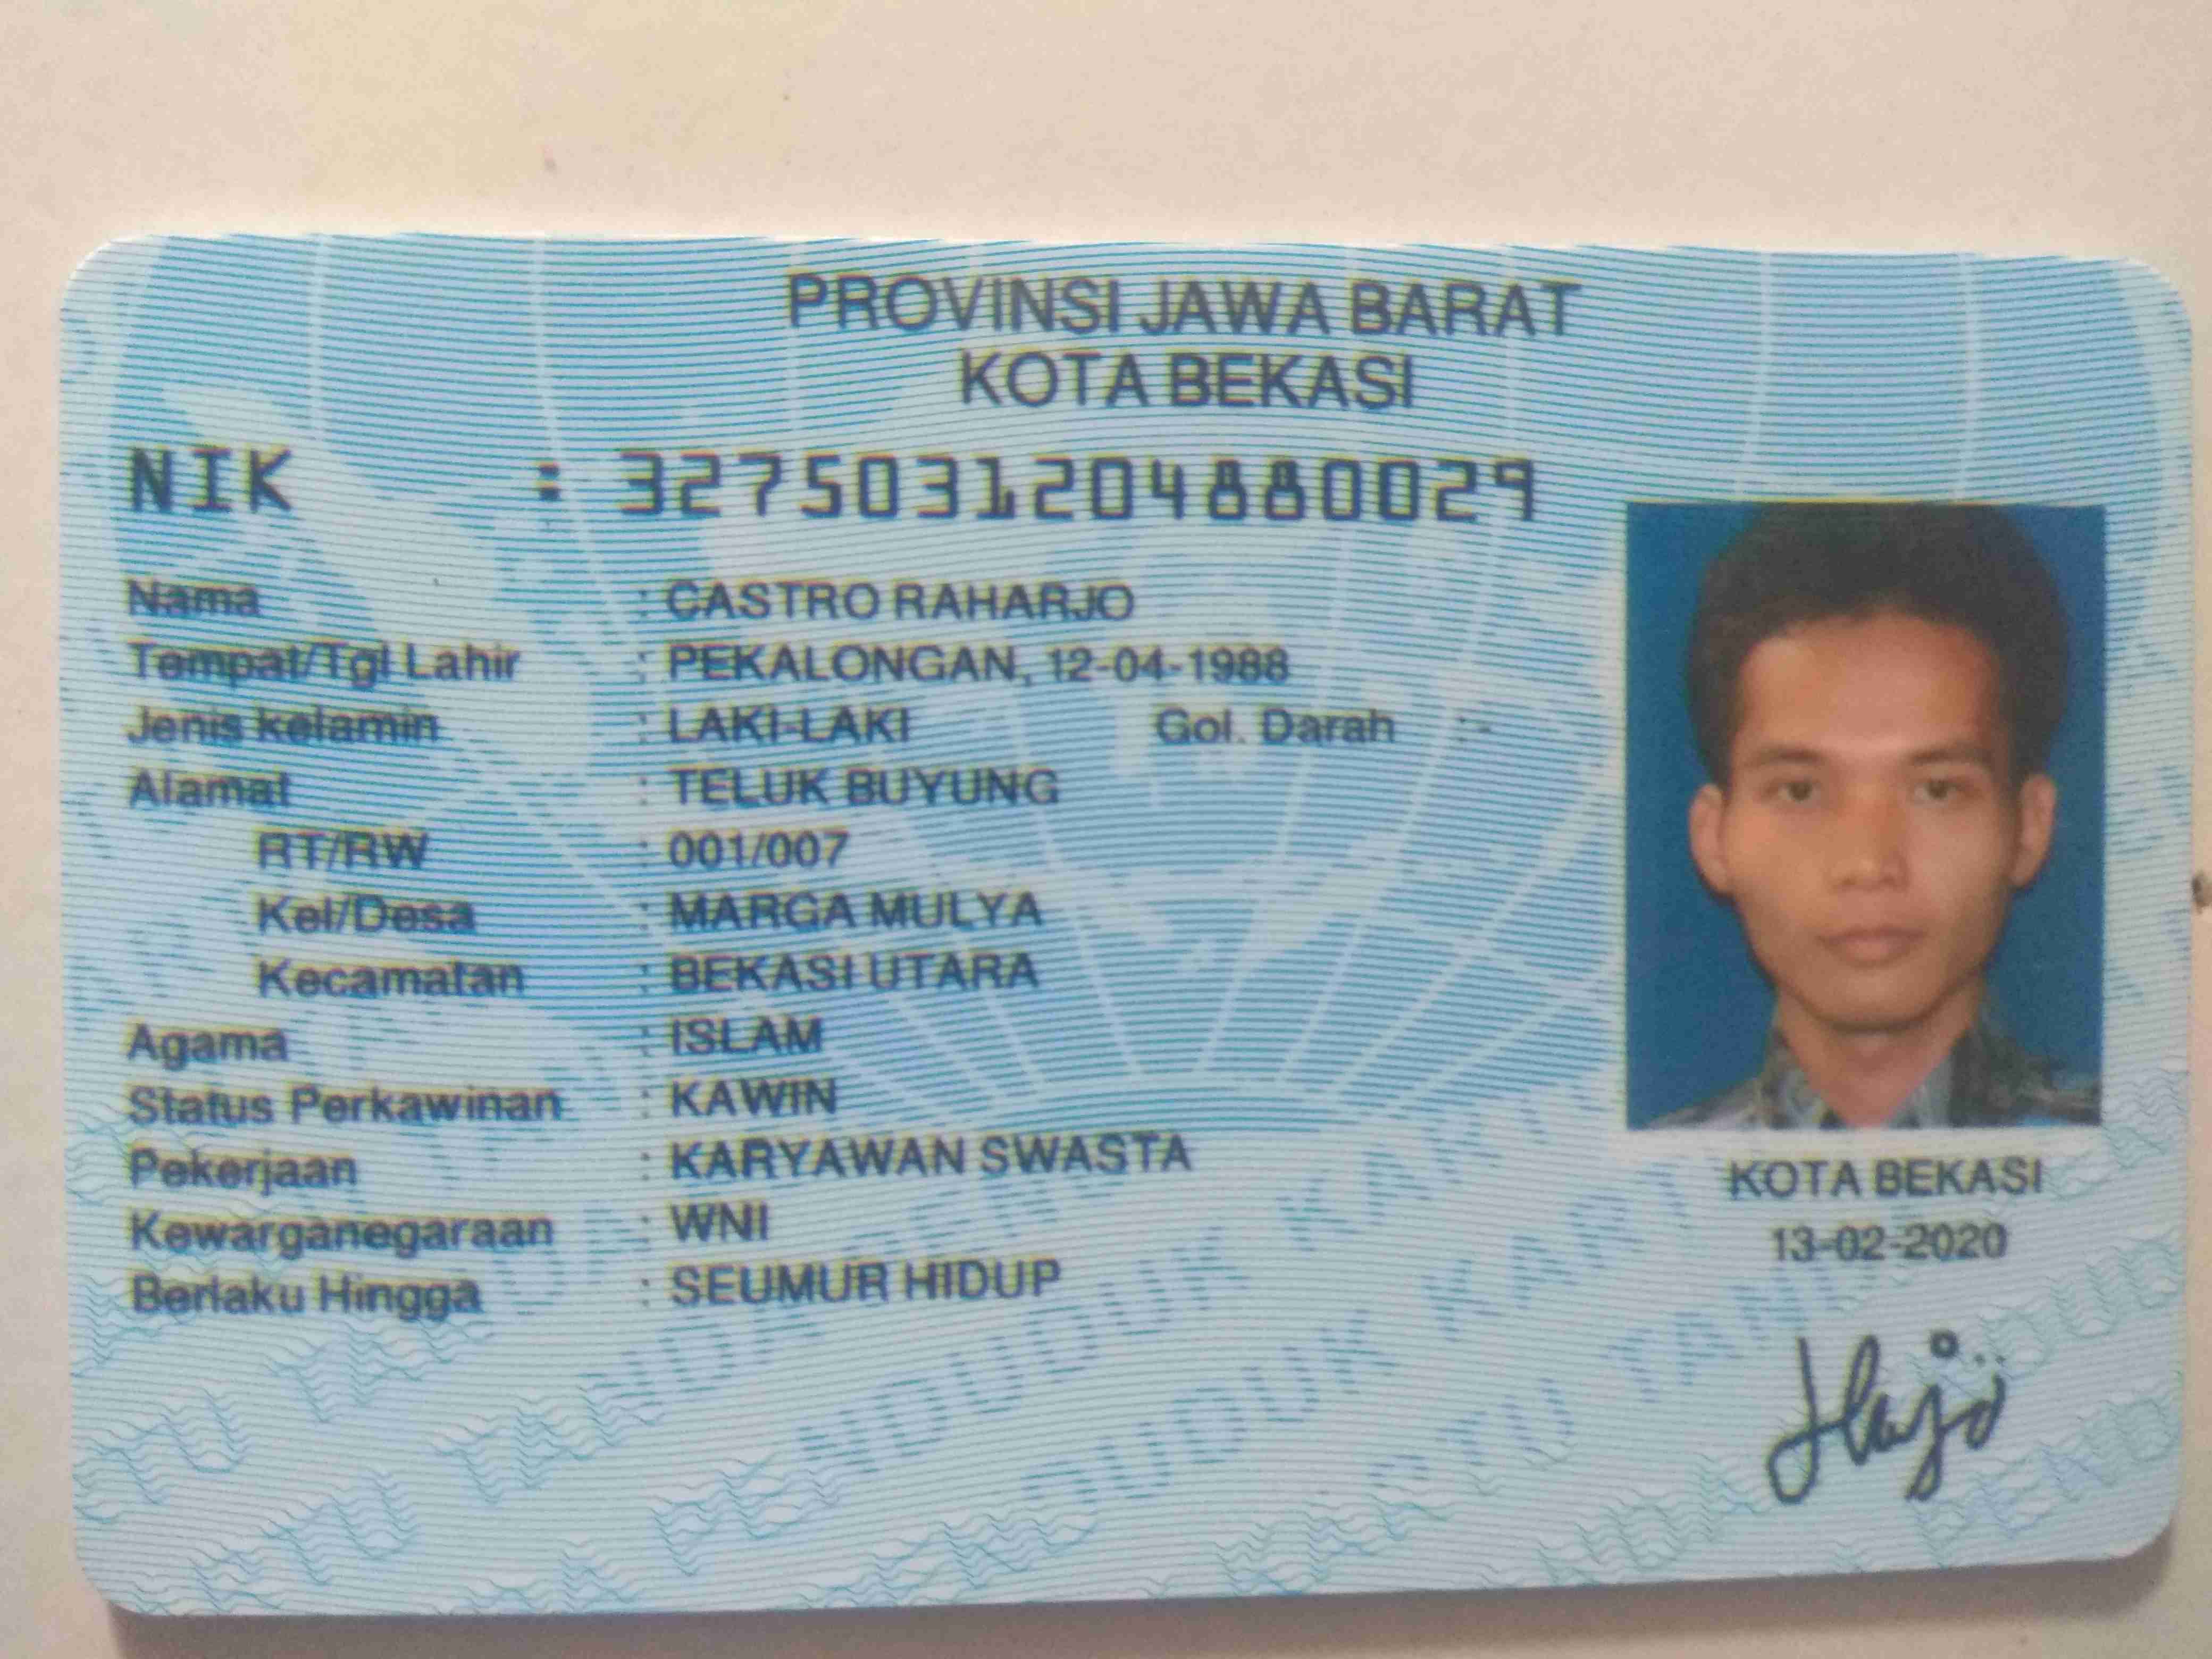 PROVINSI JAWA BARAT
KOTA BEKASI
NIK : 3275031204880029
Nama : CASTRO RAHARJO
Tempat/Tgl Lahir : PEKALONGAN, 12-04-1988
Jenis kelamin : LAKI-LAKI Gol. Darah : -
Alamat : TELUK BUYUNG
RT/RW : 001/007
Kel/Desa : MARGA MULYA
Kecamatan : BEKASI UTARA
Agama : ISLAM
Status Perkawinan : KAWIN
Pekerjaan : KARYAWAN SWASTA
Kewarganegaraan : WNI
Berlaku Hingga : SEUMUR HIDUP
KOTA BEKASI
13-02-2020